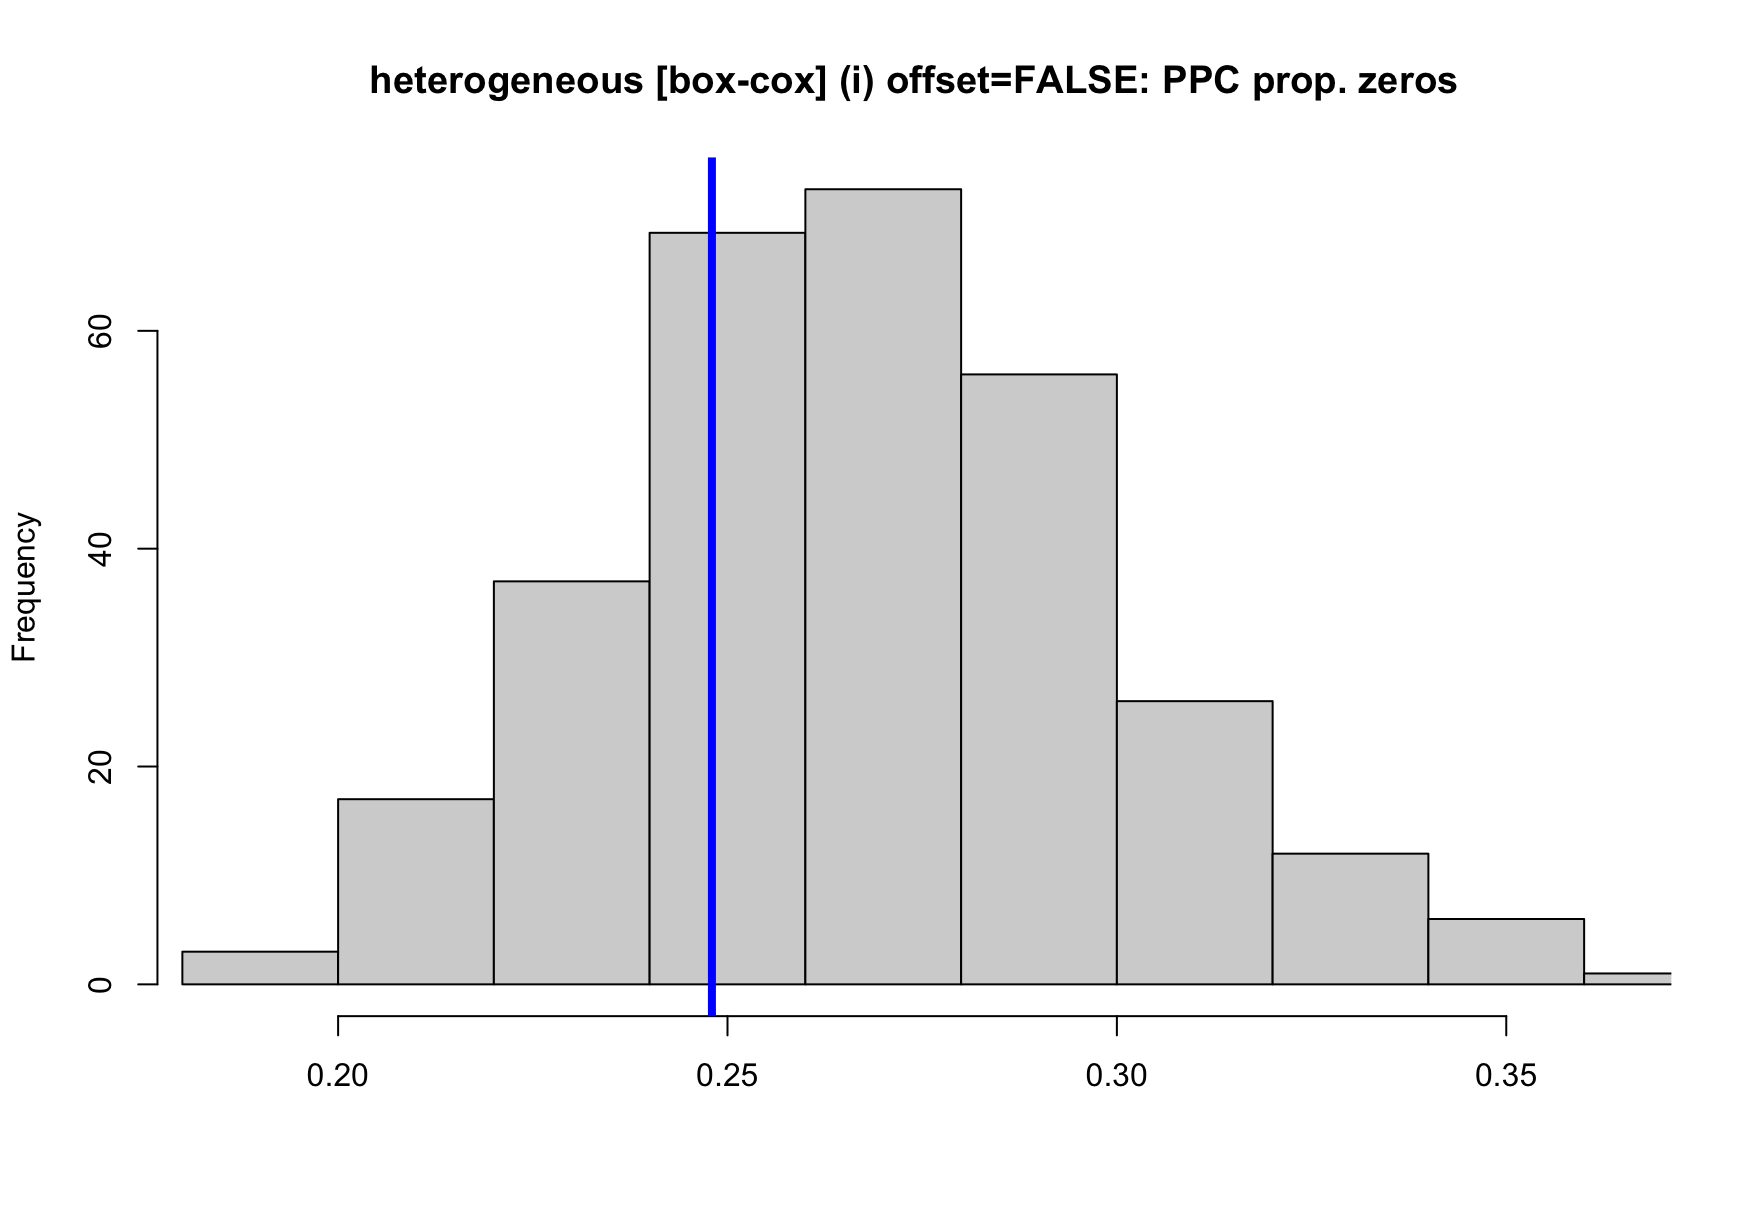 heterogeneous [box-cox] (i) offset=FALSE: PPC prop. zeros
Frequency
60
40
20
0
0.20 0.25 0.30 0.35